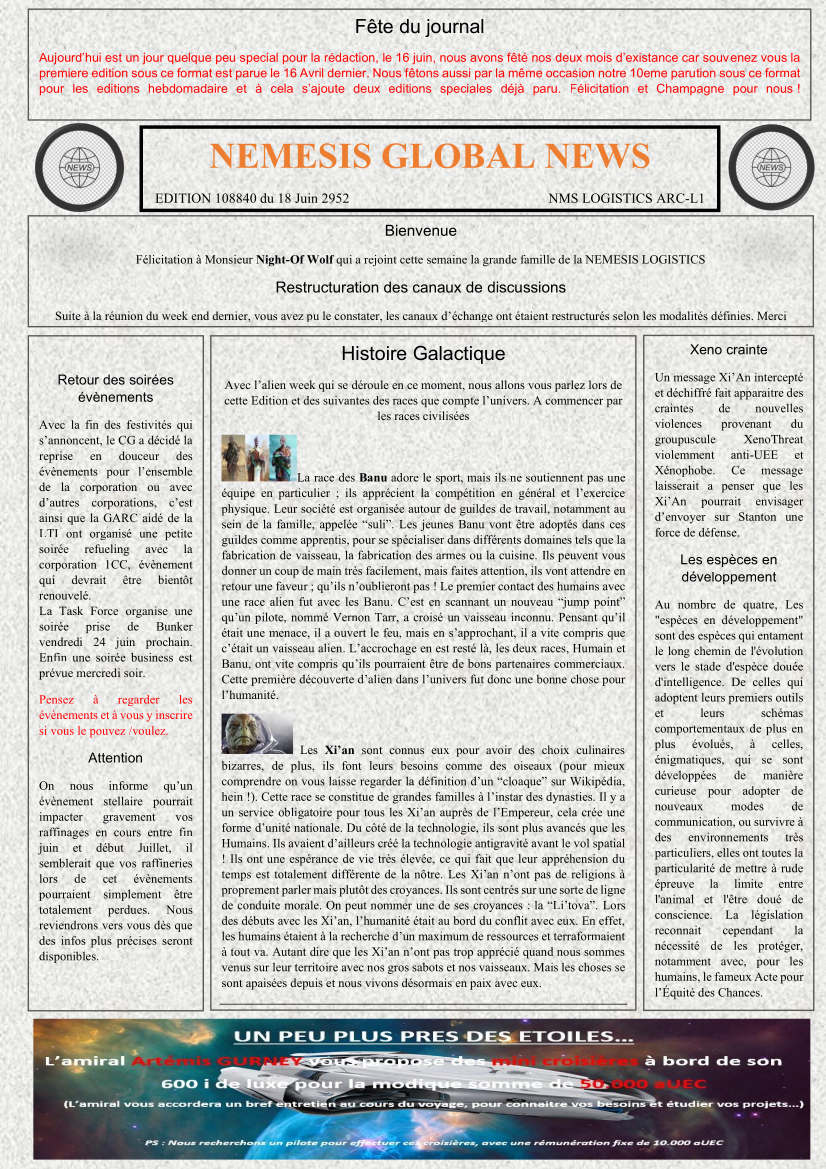 Fête du journal
Aujourd'hui est un jour quelque peu special pour la rédaction, le 16 juin, nous avons fêté nos deux mois d'existance car souvenez vous la
premiere edition sous ce format est parue le 16 Avril dernier. Nous fêtons aussi par la même occasion notre 10eme parution sous ce format
pour les editions hebdomadaire et à cela s'ajoute deux editions speciales déjà paru. Félicitation et Champagne pour nous !
NEWS
NEMESIS GLOBAL NEWS
EDITION 108840 du 18 Juin 2952 NMS LOGISTICS ARC-L1
NEWS
Bienvenue
Félicitation à Monsieur Night-Of Wolf qui a rejoint cette semaine la grande famille de la NEMESIS LOGISTICS
Restructuration des canaux de discussions
Suite à la réunion du week end dernier, vous avez pu le constater, les canaux d'échange ont étaient restructurés selon les modalités définies. Merci
Retour des soirées
évènements
Avec la fin des festivités qui
s'annoncent, le CG a décidé la
reprise en douceur des
évènements pour l'ensemble
de la corporation ou avec
d'autres corporations, c'est
ainsi que la GARC aidé de la
LTI ont organisé une petite
soirée refueling avec la
corporation 1CC, évènement
qui devrait être bientôt
renouvelé.
La Task Force organise une
soirée prise de Bunker
vendredi 24 juin prochain.
Enfin une soirée business est
prévue mercredi soir.
Pensez à regarder les
événements et à vous y inscrire
si vous le pouvez /voulez.
Attention
On nous informe qu'un
évènement stellaire pourrait
impacter gravement vos
raffinages en cours entre fin
juin et début Juillet, il
semblerait que vos raffineries
lors de cet évènements
pourraient simplement être
totalement perdues. Nous
reviendrons vers vous dès que
des infos plus précises seront
disponibles.
Histoire Galactique
Avec l'alien week qui se déroule en ce moment, nous allons vous parlez lors de
cette Edition et des suivantes des races que compte l'univers. A commencer par
les races civilisées
La race des Banu adore le sport, mais ils ne soutiennent pas une
équipe en particulier ; ils apprécient la compétition en général et l'exercice
physique. Leur société est organisée autour de guildes de travail, notamment au
sein de la famille, appelée "suli". Les jeunes Banu vont être adoptés dans ces
guildes comme apprentis, pour se spécialiser dans différents domaines tels que la
fabrication de vaisseau, la fabrication des armes ou la cuisine. Ils peuvent vous
donner un coup de main très facilement, mais faites attention, ils vont attendre en
retour une faveur ; qu'ils n'oublieront pas ! Le premier contact des humains avec
une race alien fut avec les Banu. C'est en scannant un nouveau "jump point"
qu'un pilote, nommé Vernon Tarr, a croisé un vaisseau inconnu. Pensant qu'il
était une menace, il a ouvert le feu, mais en s'approchant, il a vite compris que
c'était un vaisseau alien. L'accrochage en est resté là, les deux races, Humain et
Banu, ont vite compris qu'ils pourraient être de bons partenaires commerciaux.
Cette première découverte d'alien dans l'univers fut donc une bonne chose pour
l'humanité.
Les Xi'an sont connus eux pour avoir des choix culinaires
bizarres, de plus, ils font leurs besoins comme des oiseaux (pour mieux
comprendre on vous laisse regarder la définition d'un "cloaque" sur Wikipédia,
hein !). Cette race se constitue de grandes familles à l'instar des dynasties. Il y a
un service obligatoire pour tous les Xi'an auprès de l'Empereur, cela crée une
forme d'unité nationale. Du côté de la technologie, ils sont plus avancés que les
Humains. Ils avaient d'ailleurs créé la technologie antigravité avant le vol spatial
! Ils ont une espérance de vie très élevée, ce qui fait que leur appréhension du
temps est totalement différente de la nôtre. Les Xi'an n'ont pas de religions à
proprement parler mais plutôt des croyances. Ils sont centrés sur une sorte de ligne
de conduite morale. On peut nommer une de ses croyances : la "Li'tova". Lors
des débuts avec les Xi'an, l'humanité était au bord du conflit avec eux. En effet,
les humains étaient à la recherche d'un maximum de ressources et terraformaient
à tout va. Autant dire que les Xi'an n'ont pas trop apprécié quand nous sommes
venus sur leur territoire avec nos gros sabots et nos vaisseaux. Mais les choses se
sont apaisées depuis et nous vivons désormais en paix avec eux.
Xeno crainte
Un message Xi'An intercepté
et déchiffré fait apparaitre des
craintes de nouvelles
violences provenant du
groupuscule XenoThreat
violemment anti-UEE et
Xénophobe. Ce message
laisserait a penser que les
Xi'An pourrait envisager
d'envoyer sur Stanton une
force de défense.
Les espèces en
développement
Au nombre de quatre, Les
"espèces en développement"
sont des espèces qui entament
le long chemin de l'évolution
vers le stade d'espèce douée
d'intelligence. De celles qui
adoptent leurs premiers outils
et leurs schémas
comportementaux de plus en
plus évolués, à celles,
énigmatiques, qui se sont
développées de manière
curieuse pour adopter de
nouveaux modes de
communication, ou survivre à
des environnements très
particuliers, elles ont toutes la
particularité de mettre à rude
épreuve la limite entre
l'animal et l'être doué de
conscience. La législation
reconnait cependant la
nécessité de les protéger,
notamment avec, pour les
humains, le fameux Acte pour
l'Équité des Chances.
UN PEU PLUS PRES DES ETOILES...
L'amiral Artémis GURNEY vous propose des mini croisières à bord de son
600 i de luxe pour la modique somme de 50.000 aUEC
(L'amiral vous accordera un bref entretien au cours du voyage, pour connaitre vos besoins et étudier vos projets...)
PS : Nous recherchons un pilote pour effectuer ces croisières, avec une rémunération fixe de 10.000 aUEC